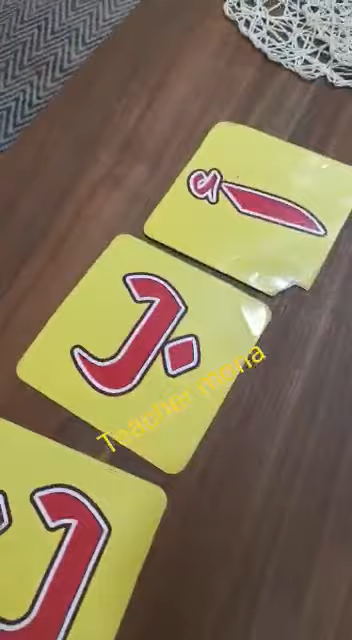 أ
ب
Teacher mona